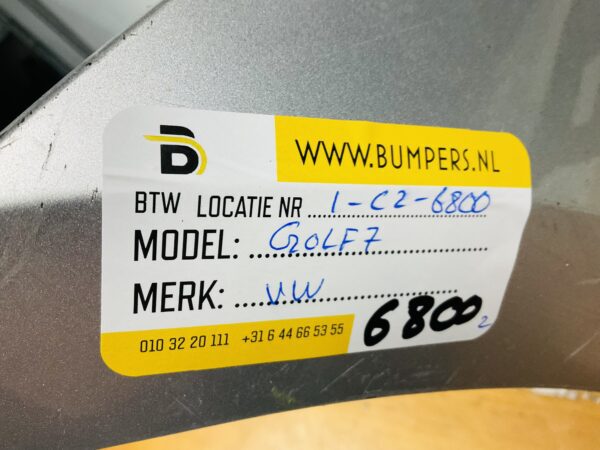 B
WWW.BUMPERS.NL
BTW LOCATIE NR 1-C2-6800
MODEL: GOLF7
MERK: VW
010 32 20 111 +31 6 44 66 53 55
6800 2